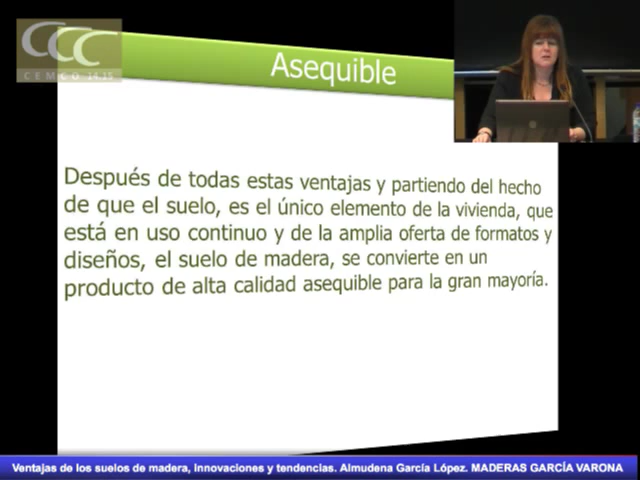 CCC
CEMCO 14.15
Asequible
Después de todas estas ventajas y partiendo del hecho
de que el suelo, es el único elemento de la vivienda, que
está en uso continuo y de la amplia oferta de formatos y
diseños, el suelo de madera, se convierte en un
producto de alta calidad asequible para la gran mayoría.
Ventajas de los suelos de madera, Innovaciones y tendencias. Almudena García López. MADERAS GARCÍA VARONA